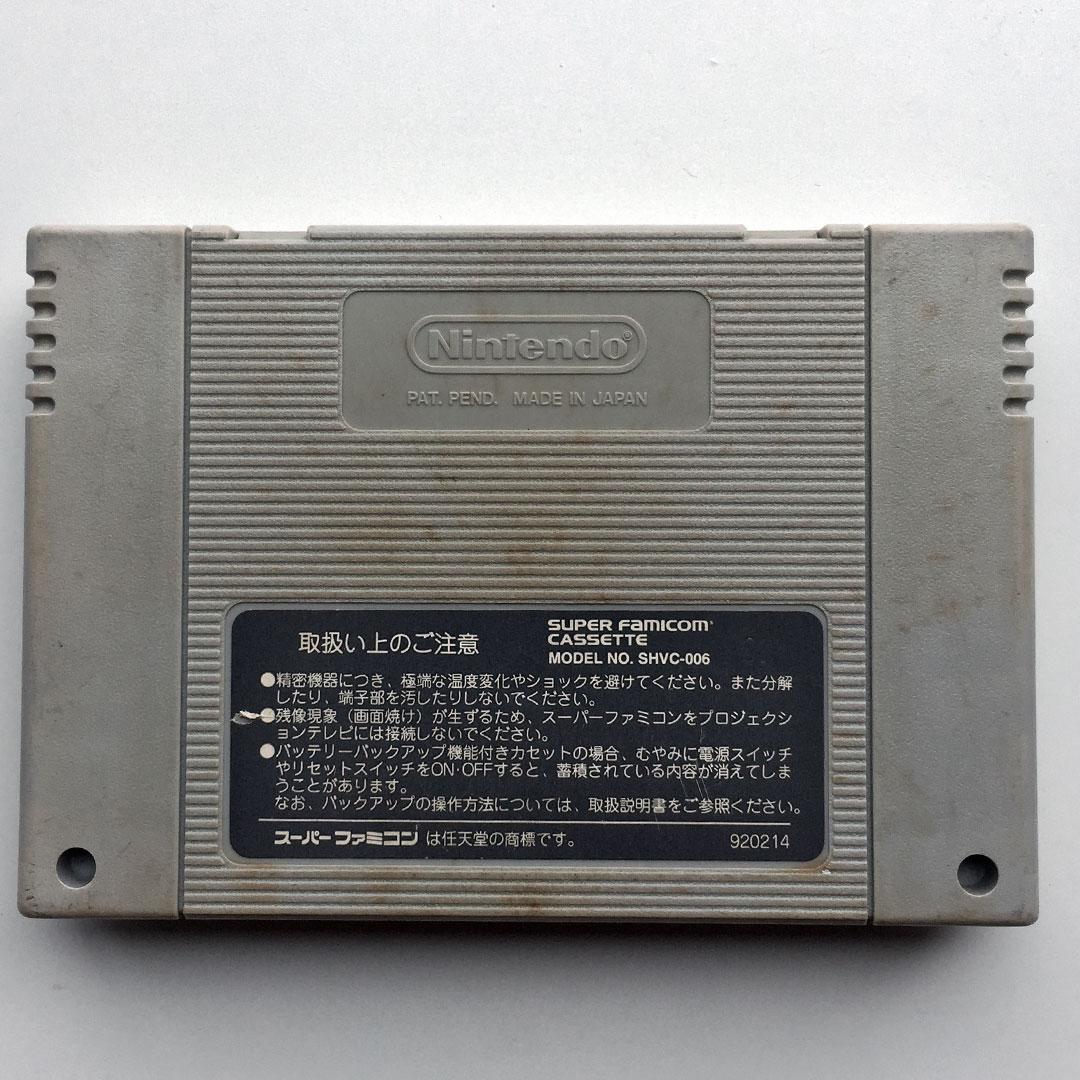 Nintendo®
PAT. PEND. MADE IN JAPAN
取扱い上のご注意
SUPER FAMICOM
CASSETTE
MODEL NO. SHVC-006
●精密機器につき、極端な温度変化やショックを避けてください。また分解
したり、端子部を汚したりしないでください。
●残像現象（画面焼け）が生ずるため、スーパーファミコンをプロジェクシ
ョンテレビには接続しないでください。
●バッテリーバックアップ機能付きカセットの場合、むやみに電源スイッチ
やリセットスイッチをON・OFFすると、蓄積されている内容が消えてしま
うことがあります。
なお、バックアップの操作方法については、取扱説明書をご参照ください。
スーパーファミコンは任天堂の商標です。
920214